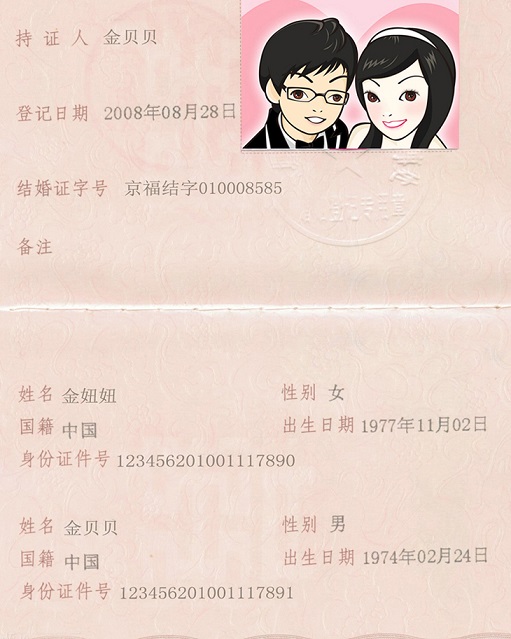 持证人 金贝贝
登记日期 2008年08月28日
结婚证字号 京福结字010008585
备注
姓名 金妞妞 性别 女
国籍 中国 出生日期 1977年11月02日
身份证件号 123456201001117890
姓名 金贝贝 性别 男
国籍 中国 出生日期 1974年02月24日
身份证件号 123456201001117891